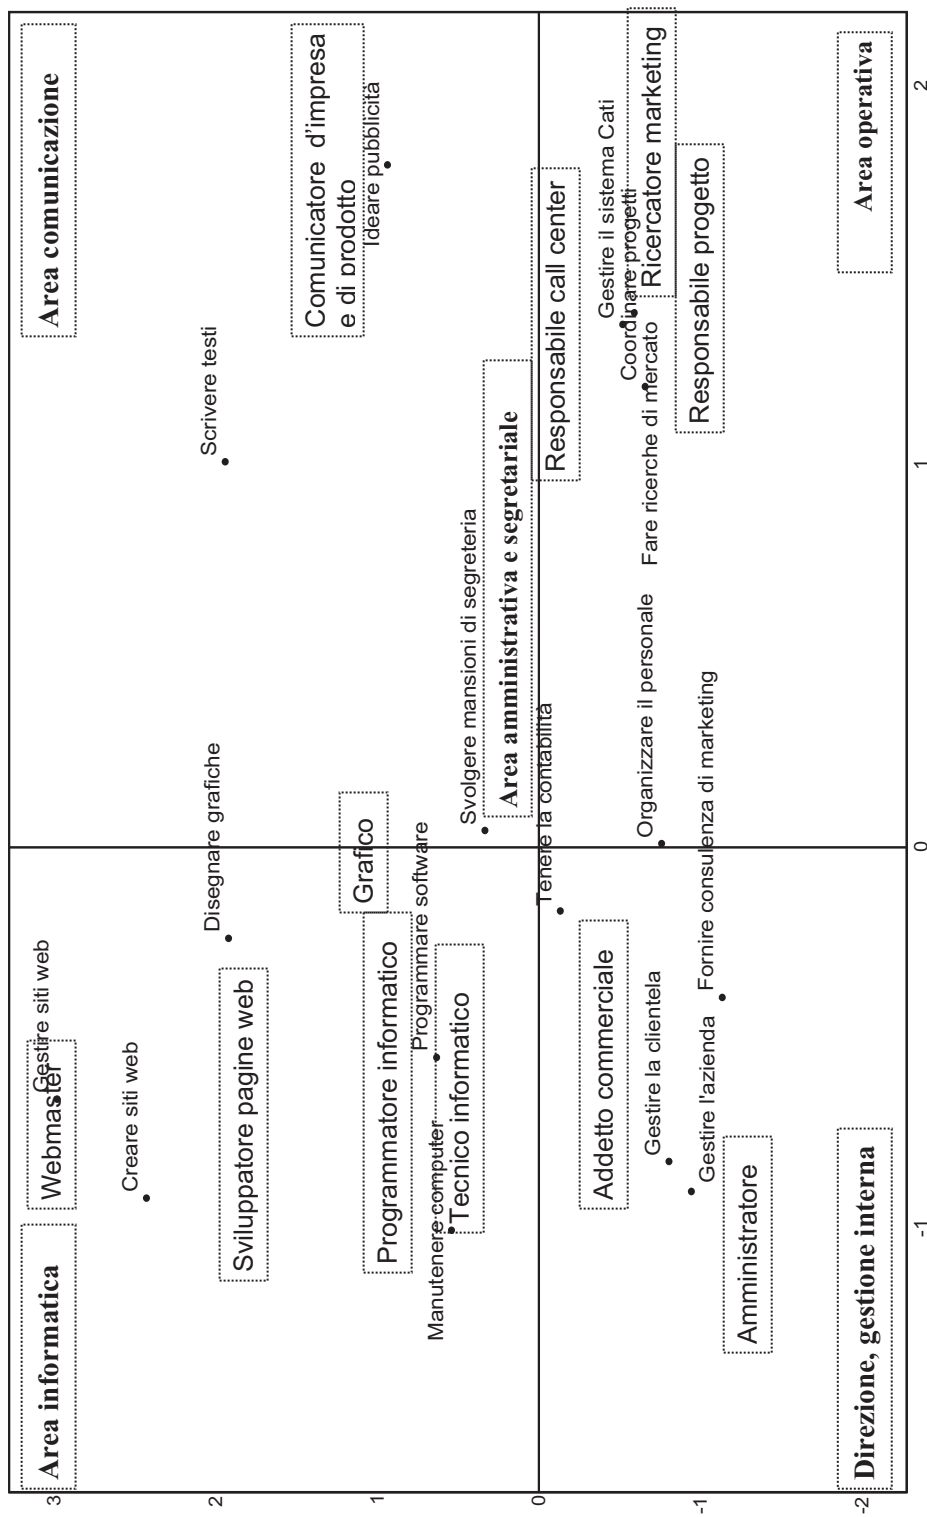 Area informatica
Area comunicazione
Webmaster
Gestire siti web
Creare siti web
Scrivere testi
Disegnare grafiche
Sviluppatore pagine web
Comunicatore d'impresa
e di prodotto
Ideare pubblicità
Grafico
Programmatore informatico
Programmare software
Manutenere computer
Tecnico informatico
Svolgere mansioni di segreteria
Area amministrativa e segretariale
Tenere la contabilità
Responsabile call center
Addetto commerciale
Gestire il sistema Cati
Coordinare progetti
Ricercatore marketing
Fare ricerche di mercato
Organizzare il personale
Gestire la clientela
Responsabile progetto
Fornire consulenza di marketing
Gestire l'azienda
Amministratore
Direzione, gestione interna
Area operativa
3
2
1
0
-1
-2
-1
0
1
2